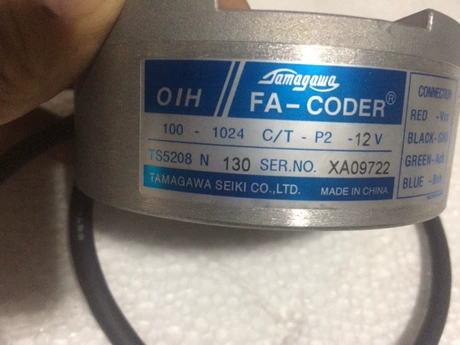 Tamagawa
OIH FA-CODER®
100 - 1024 C/T - P2 -12V
TS5208 N 130 SER.NO. XA09722
TAMAGAWA SEIKI CO.,LTD. MADE IN CHINA
CONNECTION
RED
BLACK
GREEN
BLUE